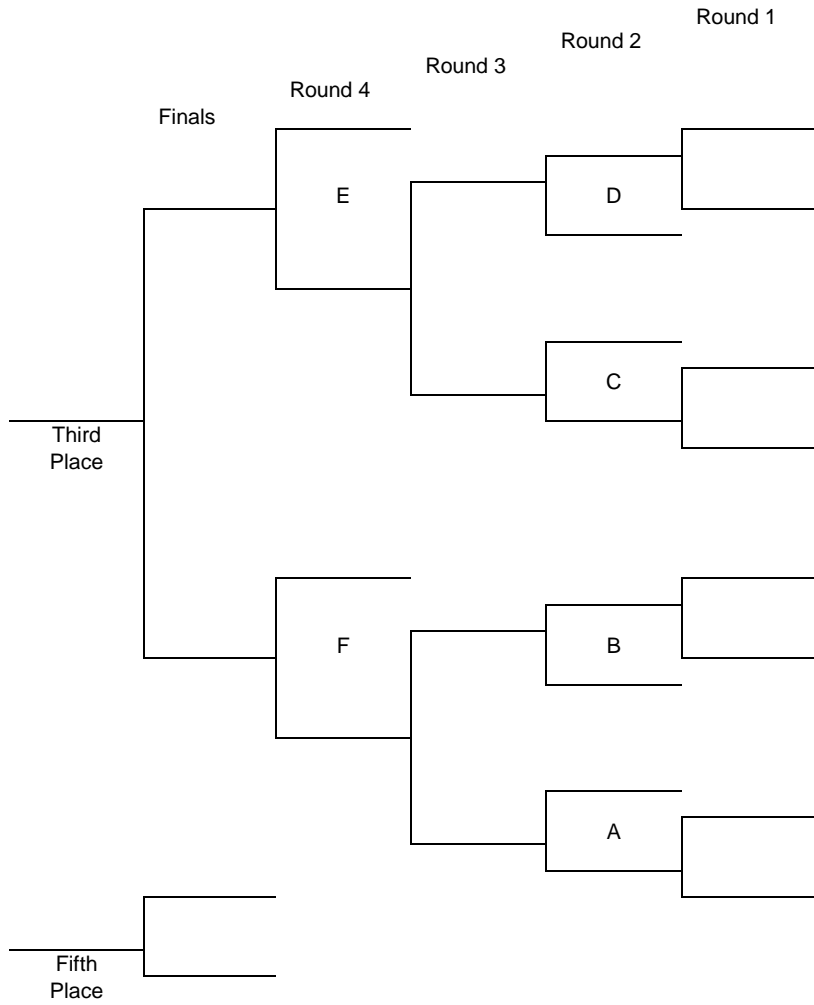 Round 1
Round 2
Round 3
Round 4
Finals
E
D
C
Third
Place
F
B
A
Fifth
Place